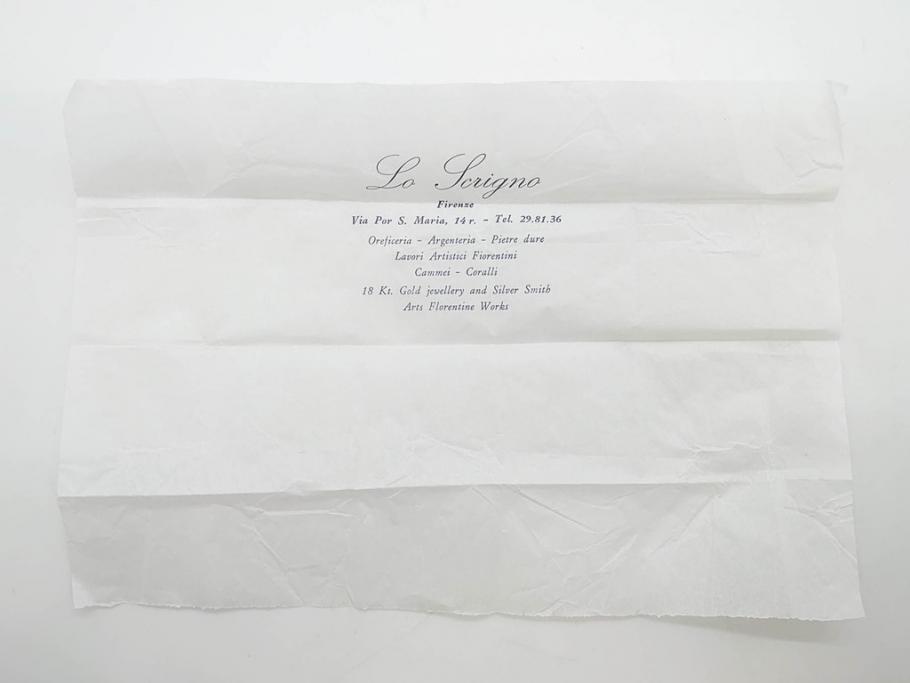 Lo Scrigno
Firenze
Via Por S. Maria, 14 r. - Tel. 29.81.36
Oreficeria - Argenteria - Pietre dure
Lavori Artistici Fiorentini
Cammei - Coralli
18 Kt. Gold jewellery and Silver Smith
Arts Florentine Works